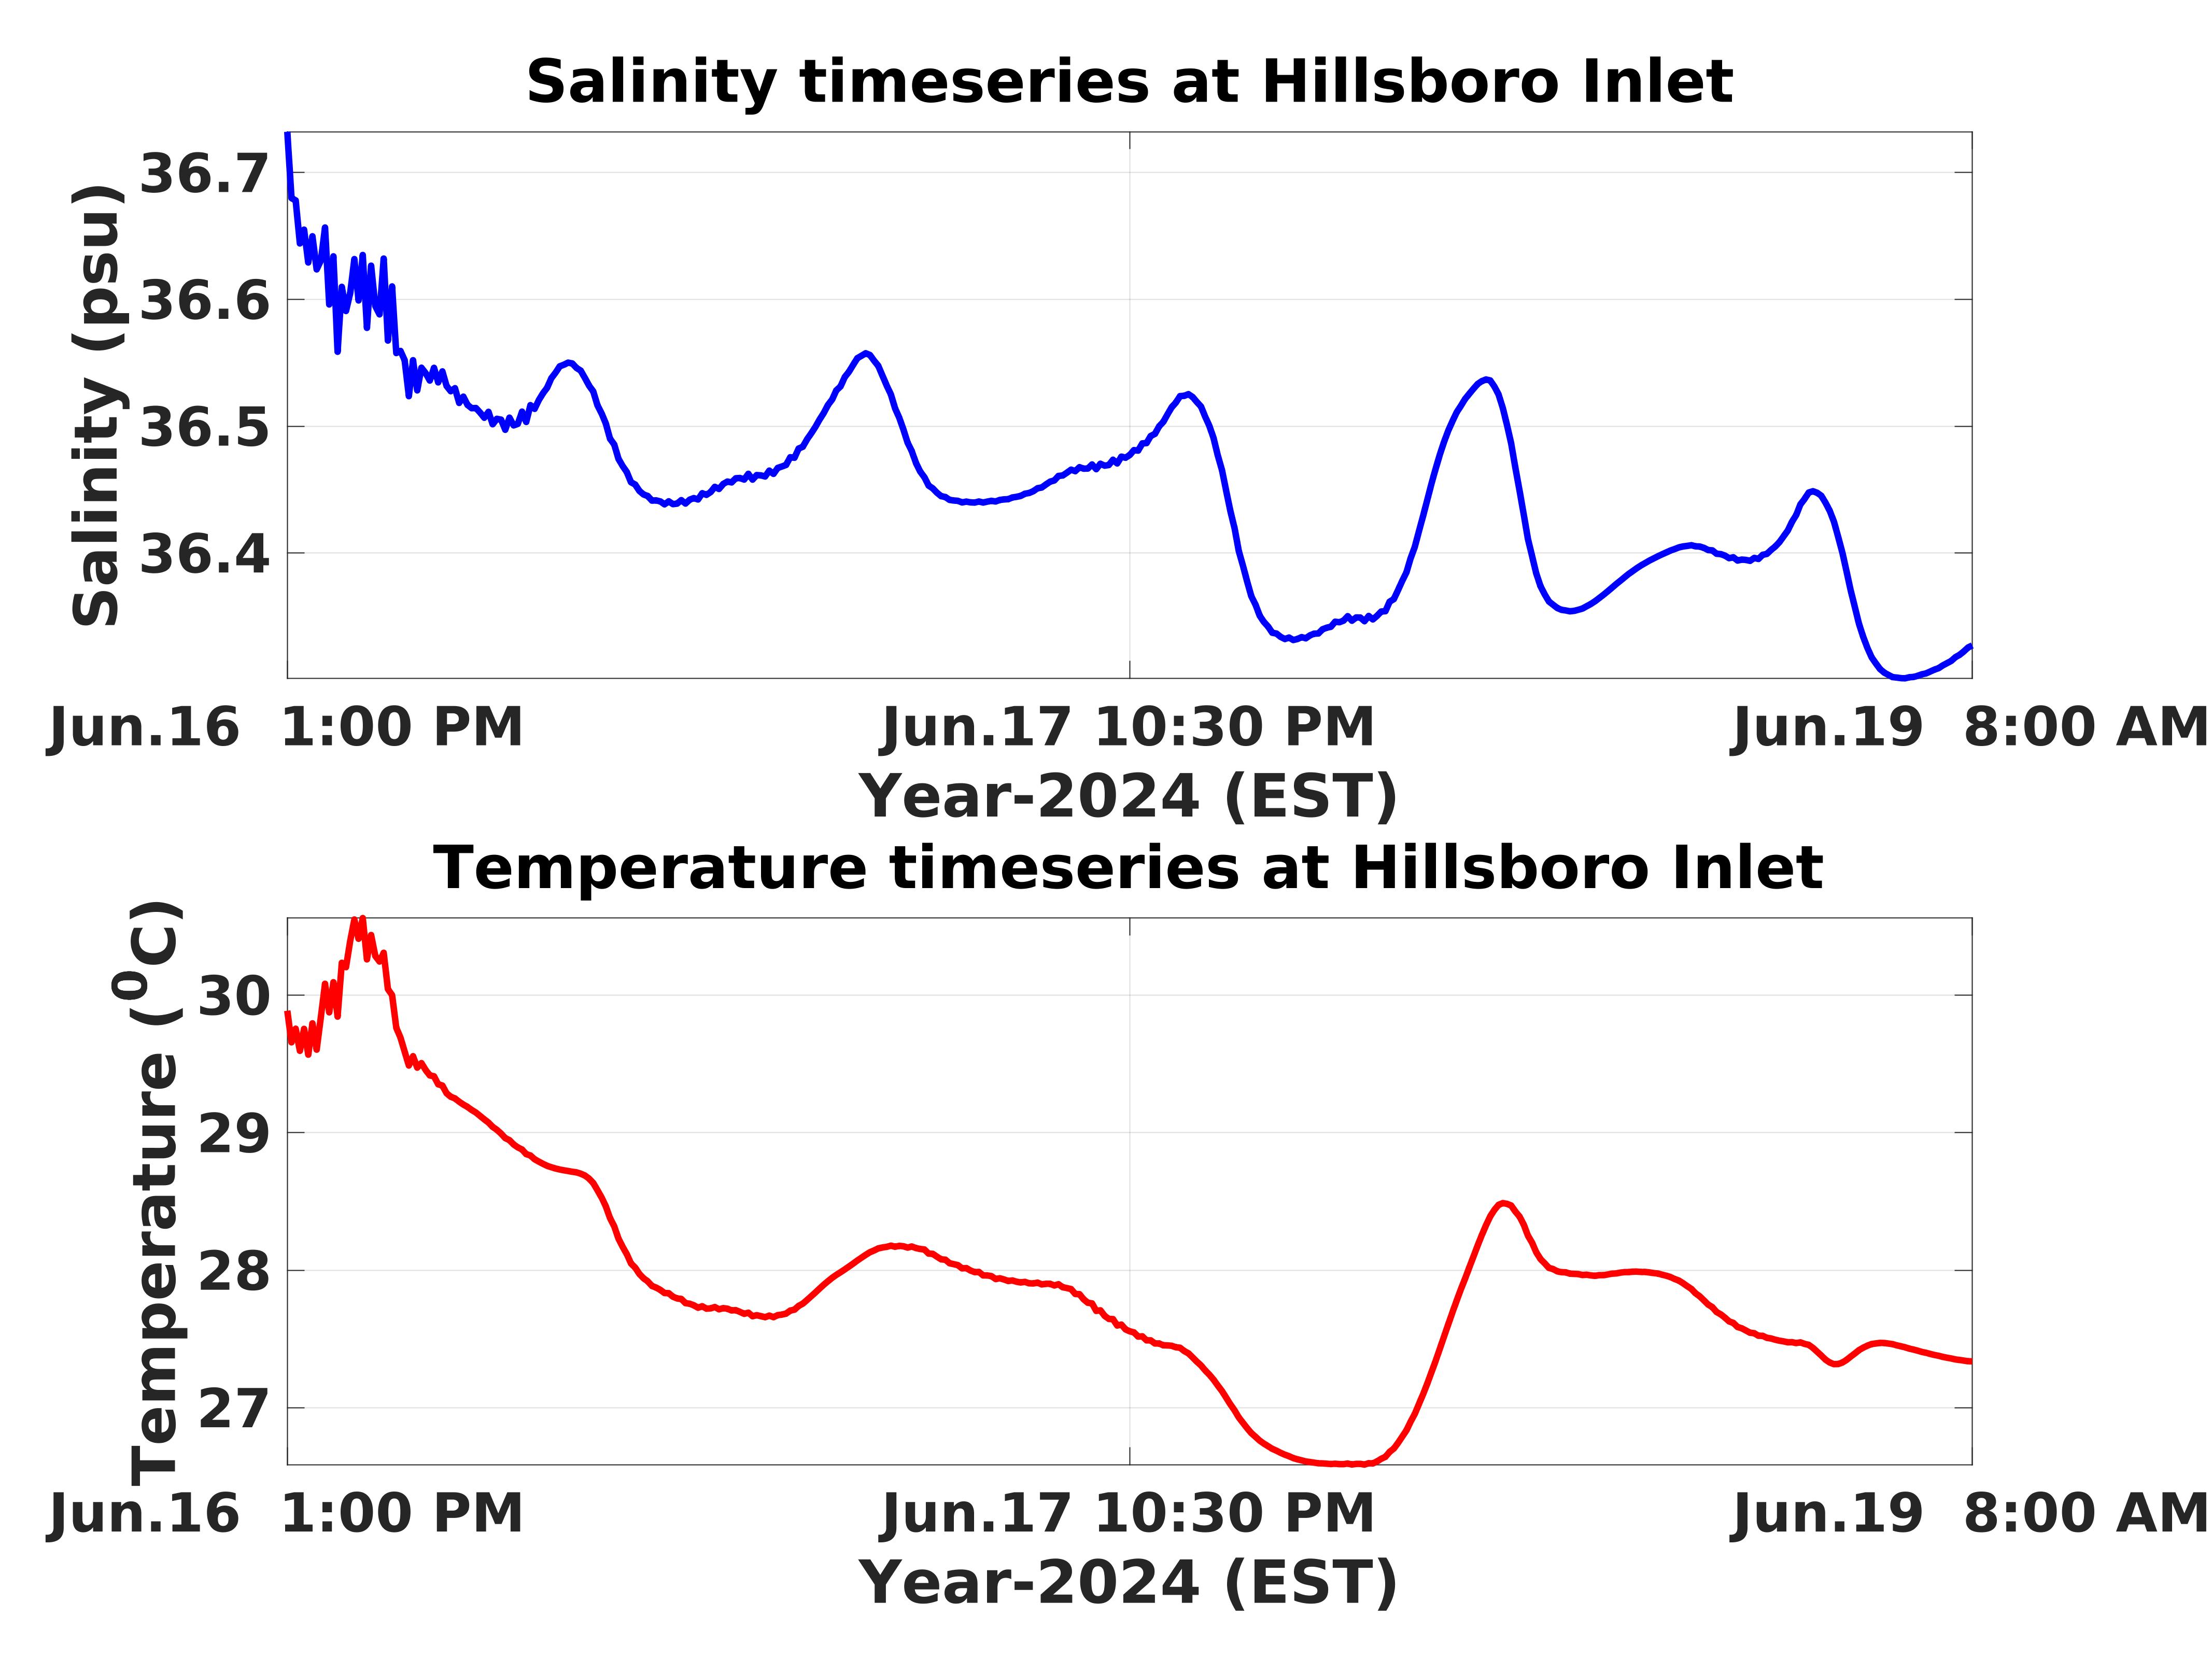 Salinity timeseries at Hillsboro Inlet
Salinity (psu)
36.7
36.6
36.5
36.4
Jun.16  1:00 PM
Jun.17 10:30 PM
Jun.19  8:00 AM
Year-2024 (EST)
Temperature timeseries at Hillsboro Inlet
Temperature (⁰C)
30
29
28
27
Jun.16  1:00 PM
Jun.17 10:30 PM
Jun.19  8:00 AM
Year-2024 (EST)